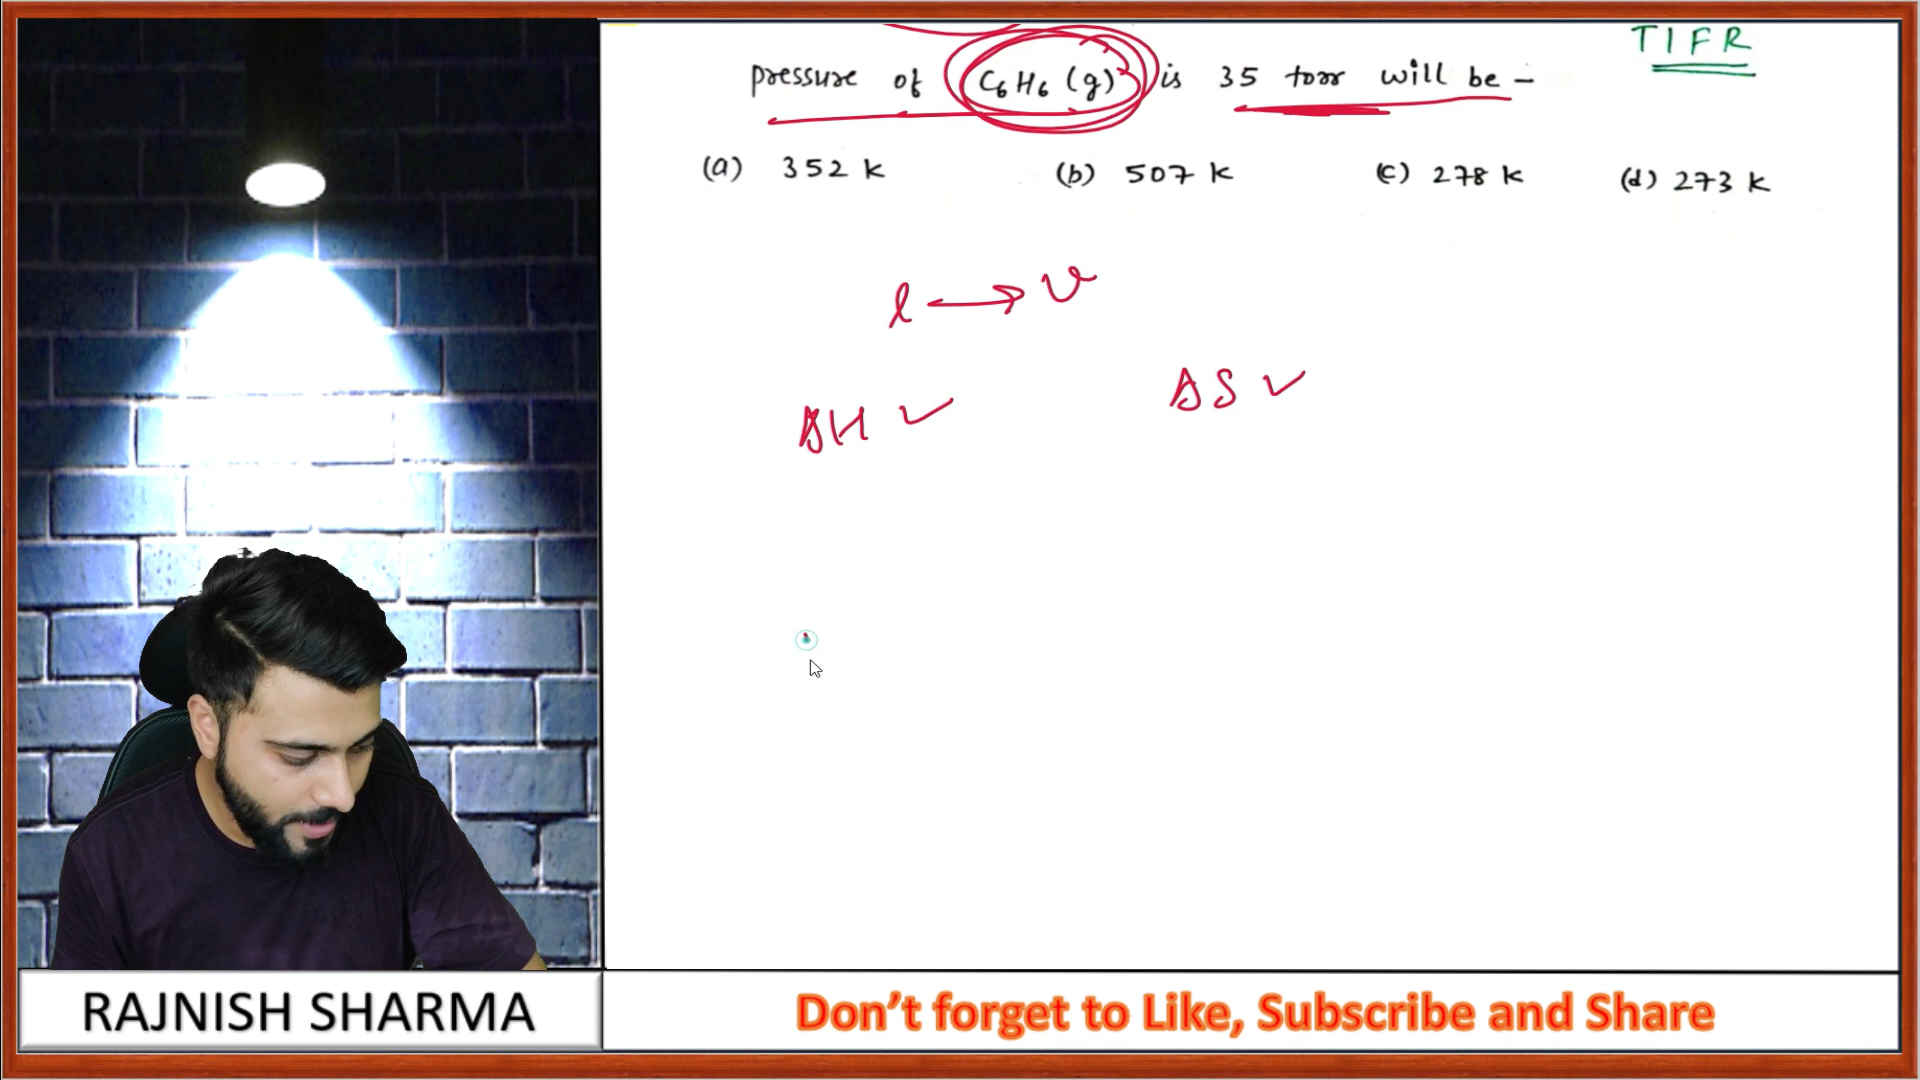 TIFR
pressure of C6H6 (g) is 35 torr will be -
(a) 352 K (b) 507 K (c) 278 K (d) 273 K
l → v
ΔH ✓ ΔS ✓
RAJNISH SHARMA
Don't forget to Like, Subscribe and Share